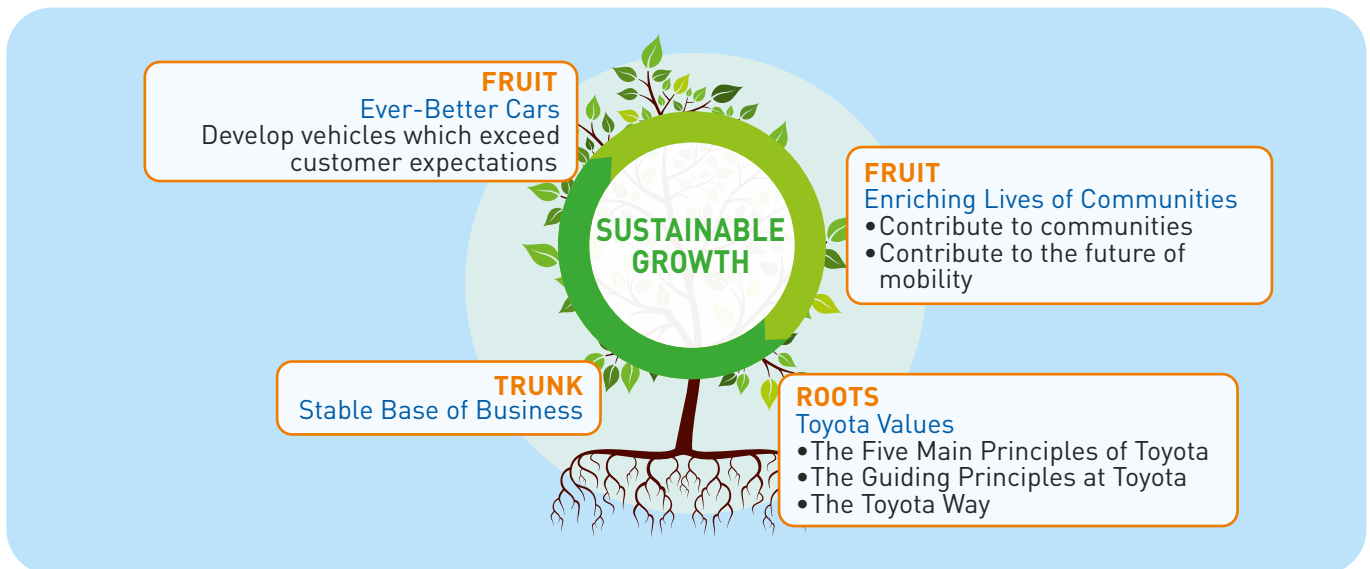 FRUIT
Ever-Better Cars
Develop vehicles which exceed
customer expectations
FRUIT
Enriching Lives of Communities
•Contribute to communities
•Contribute to the future of
mobility
SUSTAINABLE
GROWTH
TRUNK
Stable Base of Business
ROOTS
Toyota Values
•The Five Main Principles of Toyota
•The Guiding Principles at Toyota
•The Toyota Way